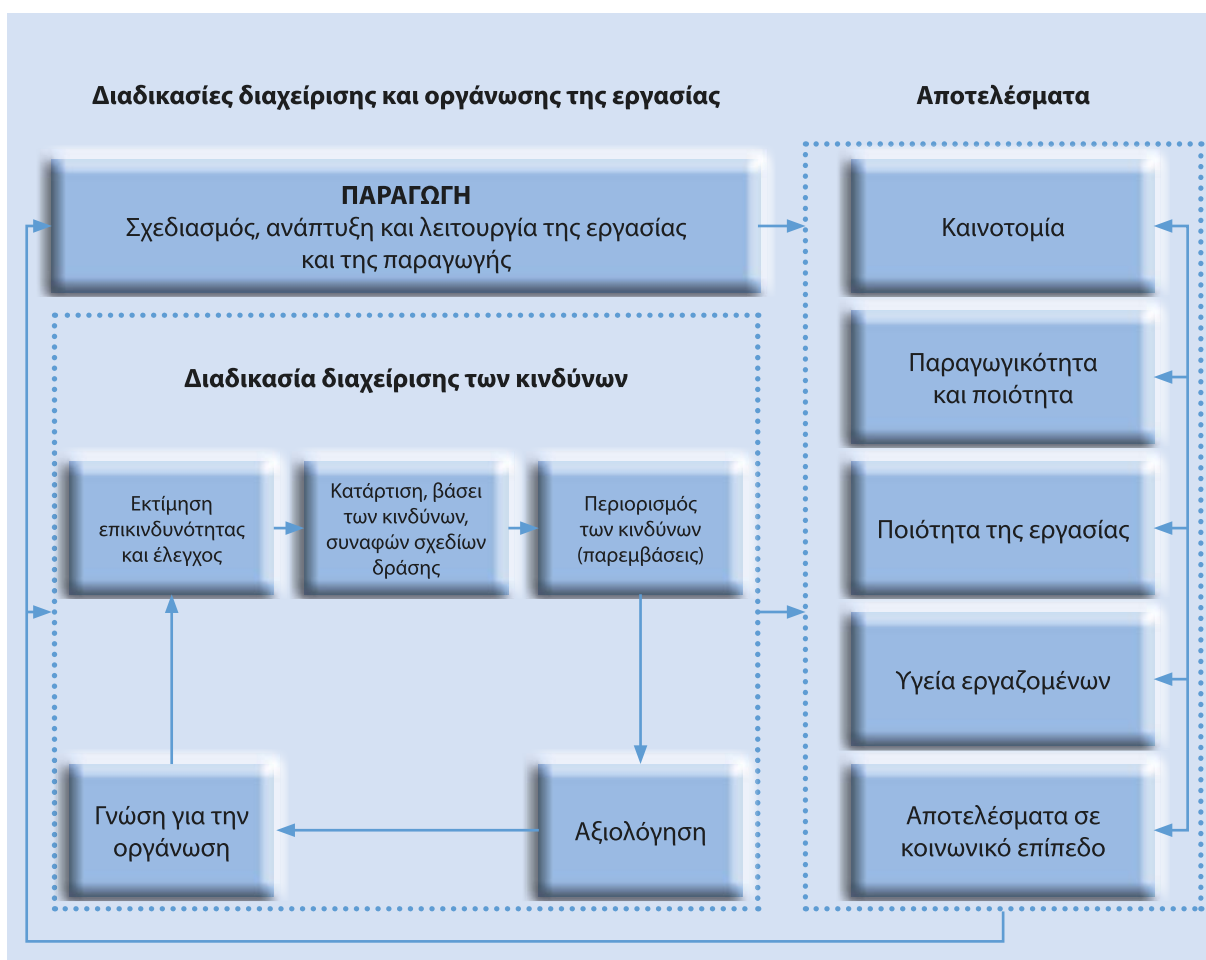 Διαδικασίες διαχείρισης και οργάνωσης της εργασίας
Αποτελέσματα
ΠΑΡΑΓΩΓΗ
Σχεδιασμός, ανάπτυξη και λειτουργία της εργασίας
και της παραγωγής
Διαδικασία διαχείρισης των κινδύνων
Εκτίμηση
επικινδυνότητας
και έλεγχος
Κατάρτιση, βάσει
των κινδύνων,
συναφών σχεδίων
δράσης
Περιορισμός
των κινδύνων
(παρεμβάσεις)
Γνώση για την
οργάνωση
Αξιολόγηση
Καινοτομία
Παραγωγικότητα
και ποιότητα
Ποιότητα της εργασίας
Υγεία εργαζομένων
Αποτελέσματα σε
κοινωνικό επίπεδο